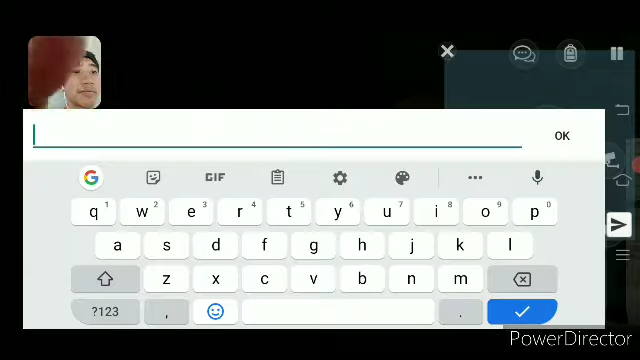 OK
G GIF
q1 w2 e3 r4 t5 y6 u7 i8 o9 p0
a s d f g h j k l
z x c v b n m
?123 , .
PowerDirector